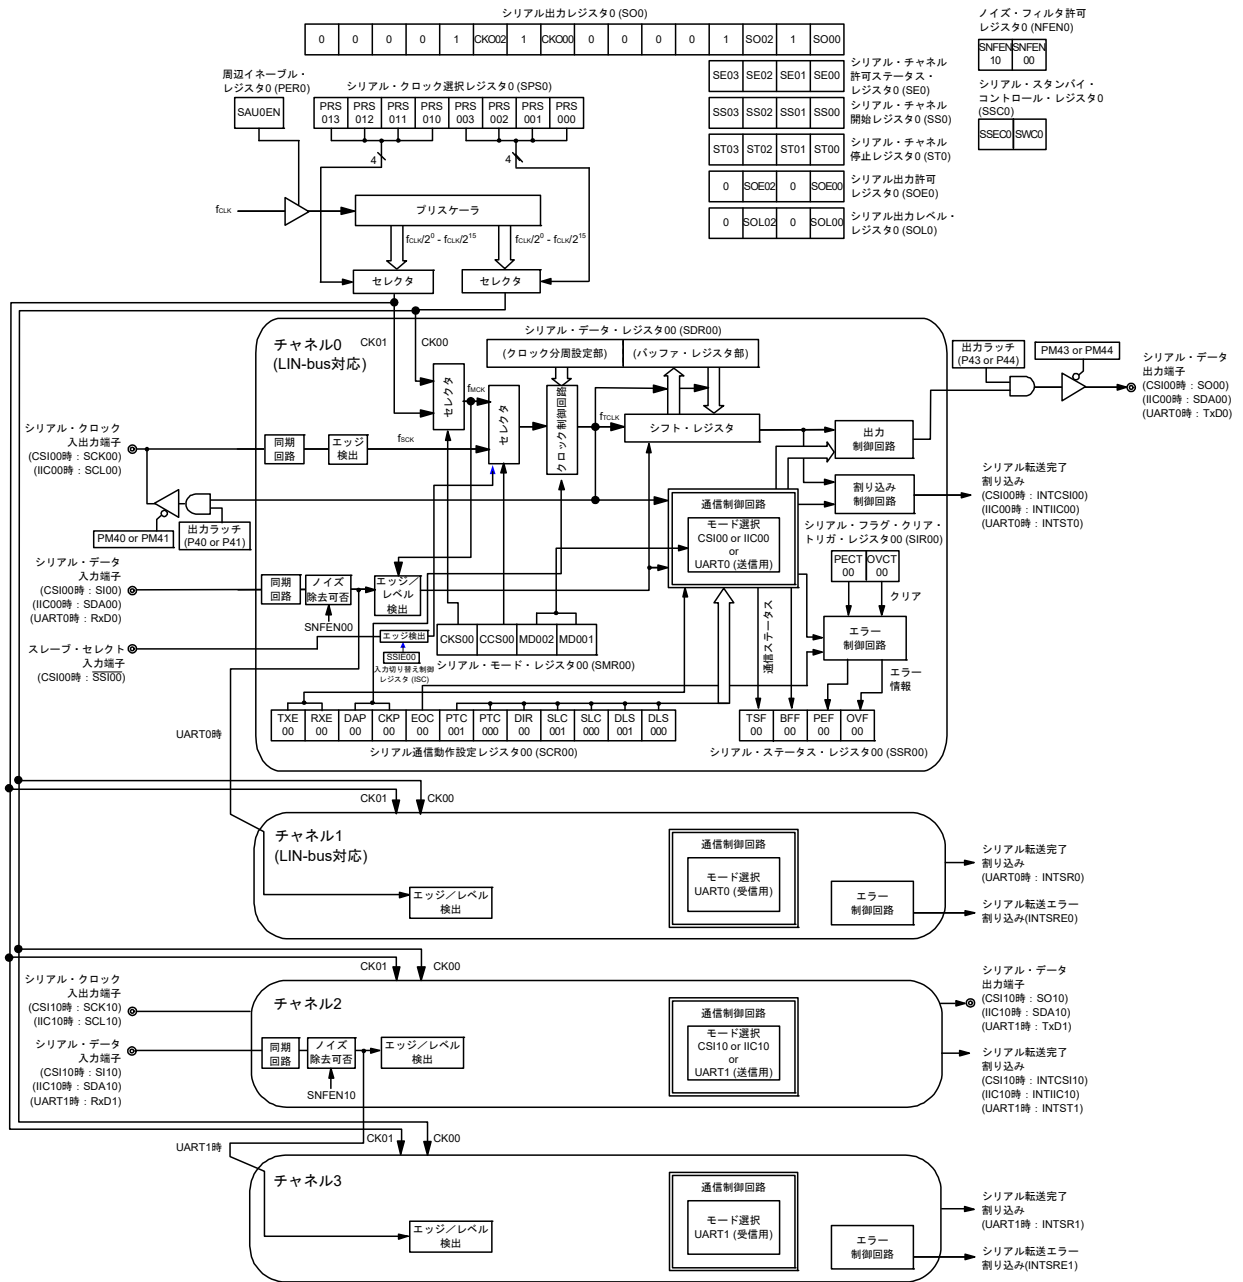 シリアル出力レジスタ0 (SO0)
0 0 0 0 1 CKO02 1 CKO00 0 0 0 0 1 SO02 1 SO00
ノイズ・フィルタ許可
レジスタ0 (NFEN0)
SNFEN 10 SNFEN 00
周辺イネーブル・
レジスタ0 (PER0)
SAU0EN
シリアル・クロック選択レジスタ0 (SPS0)
PRS 013 PRS 012 PRS 011 PRS 010 PRS 003 PRS 002 PRS 001 PRS 000
4 4
SE03 SE02 SE01 SE00
シリアル・チャネル
許可ステータス・
レジスタ0 (SE0)
SS03 SS02 SS01 SS00
シリアル・チャネル
開始レジスタ0 (SS0)
ST03 ST02 ST01 ST00
シリアル・チャネル
停止レジスタ0 (ST0)
0 SOE02 0 SOE00
シリアル出力許可
レジスタ0 (SOE0)
0 SOL02 0 SOL00
シリアル出力レベル・
レジスタ0 (SOL0)
シリアル・スタンバイ・
コントロール・レジスタ0
(SSC0)
SSEC0 SWC0
fCLK
プリスケーラ
fCLK/2⁰ - fCLK/2¹⁵ fCLK/2⁰ - fCLK/2¹⁵
セレクタ セレクタ
チャネル0
(LIN-bus対応)
CK01 CK00
シリアル・データ・レジスタ00 (SDR00)
(クロック分周設定部) (バッファ・レジスタ部)
セレクタ
fMCK
セレクタ
クロック制御回路
fTCLK
シフト・レジスタ
出力
制御回路
出力ラッチ
(P43 or P44)
PM43 or PM44
シリアル・データ
出力端子
(CSI00時：SO00)
(IIC00時：SDA00)
(UART0時：TxD0)
シリアル・クロック
入出力端子
(CSI00時：SCK00)
(IIC00時：SCL00)
同期
回路
エッジ
検出
fSCK
割り込み
制御回路
シリアル転送完了
割り込み
(CSI00時：INTCSI00)
(IIC00時：INTIIC00)
(UART0時：INTST0)
PM40 or PM41
出力ラッチ
(P40 or P41)
通信制御回路
モード選択
CSI00 or IIC00
or
UART0 (送信用)
シリアル・フラグ・クリア・
トリガ・レジスタ00 (SIR00)
PECT 00 OVCT 00
クリア
シリアル・データ
入力端子
(CSI00時：SI00)
(IIC00時：SDA00)
(UART0時：RxD0)
同期
回路
ノイズ
除去可否
SNFEN00
エッジ／
レベル
検出
スレーブ・セレクト
入力端子
(CSI00時：SSI00)
エッジ検出
SSIE00
入力切り替え制御
レジスタ (ISC)
CKS00 CCS00 MD002 MD001
シリアル・モード・レジスタ00 (SMR00)
通信ステータス
エラー
制御回路
エラー
情報
TXE 00 RXE 00 DAP 00 CKP 00 EOC 00 PTC 001 PTC 000 DIR 00 SLC 001 SLC 000 DLS 001 DLS 000
シリアル通信動作設定レジスタ00 (SCR00)
TSF 00 BFF 00 PEF 00 OVF 00
シリアル・ステータス・レジスタ00 (SSR00)
UART0時
CK01 CK00
チャネル1
(LIN-bus対応)
エッジ／レベル
検出
通信制御回路
モード選択
UART0 (受信用)
エラー
制御回路
シリアル転送完了
割り込み
(UART0時：INTSR0)
シリアル転送エラー
割り込み(INTSRE0)
CK01 CK00
シリアル・クロック
入出力端子
(CSI10時：SCK10)
(IIC10時：SCL10)
シリアル・データ
入力端子
(CSI10時：SI10)
(IIC10時：SDA10)
(UART1時：RxD1)
チャネル2
同期
回路
ノイズ
除去可否
SNFEN10
エッジ／レベル
検出
通信制御回路
モード選択
CSI10 or IIC10
or
UART1 (送信用)
シリアル・データ
出力端子
(CSI10時：SO10)
(IIC10時：SDA10)
(UART1時：TxD1)
シリアル転送完了
割り込み
(CSI10時：INTCSI10)
(IIC10時：INTIIC10)
(UART1時：INTST1)
UART1時
CK01 CK00
チャネル3
エッジ／レベル
検出
通信制御回路
モード選択
UART1 (受信用)
エラー
制御回路
シリアル転送完了
割り込み
(UART1時：INTSR1)
シリアル転送エラー
割り込み(INTSRE1)